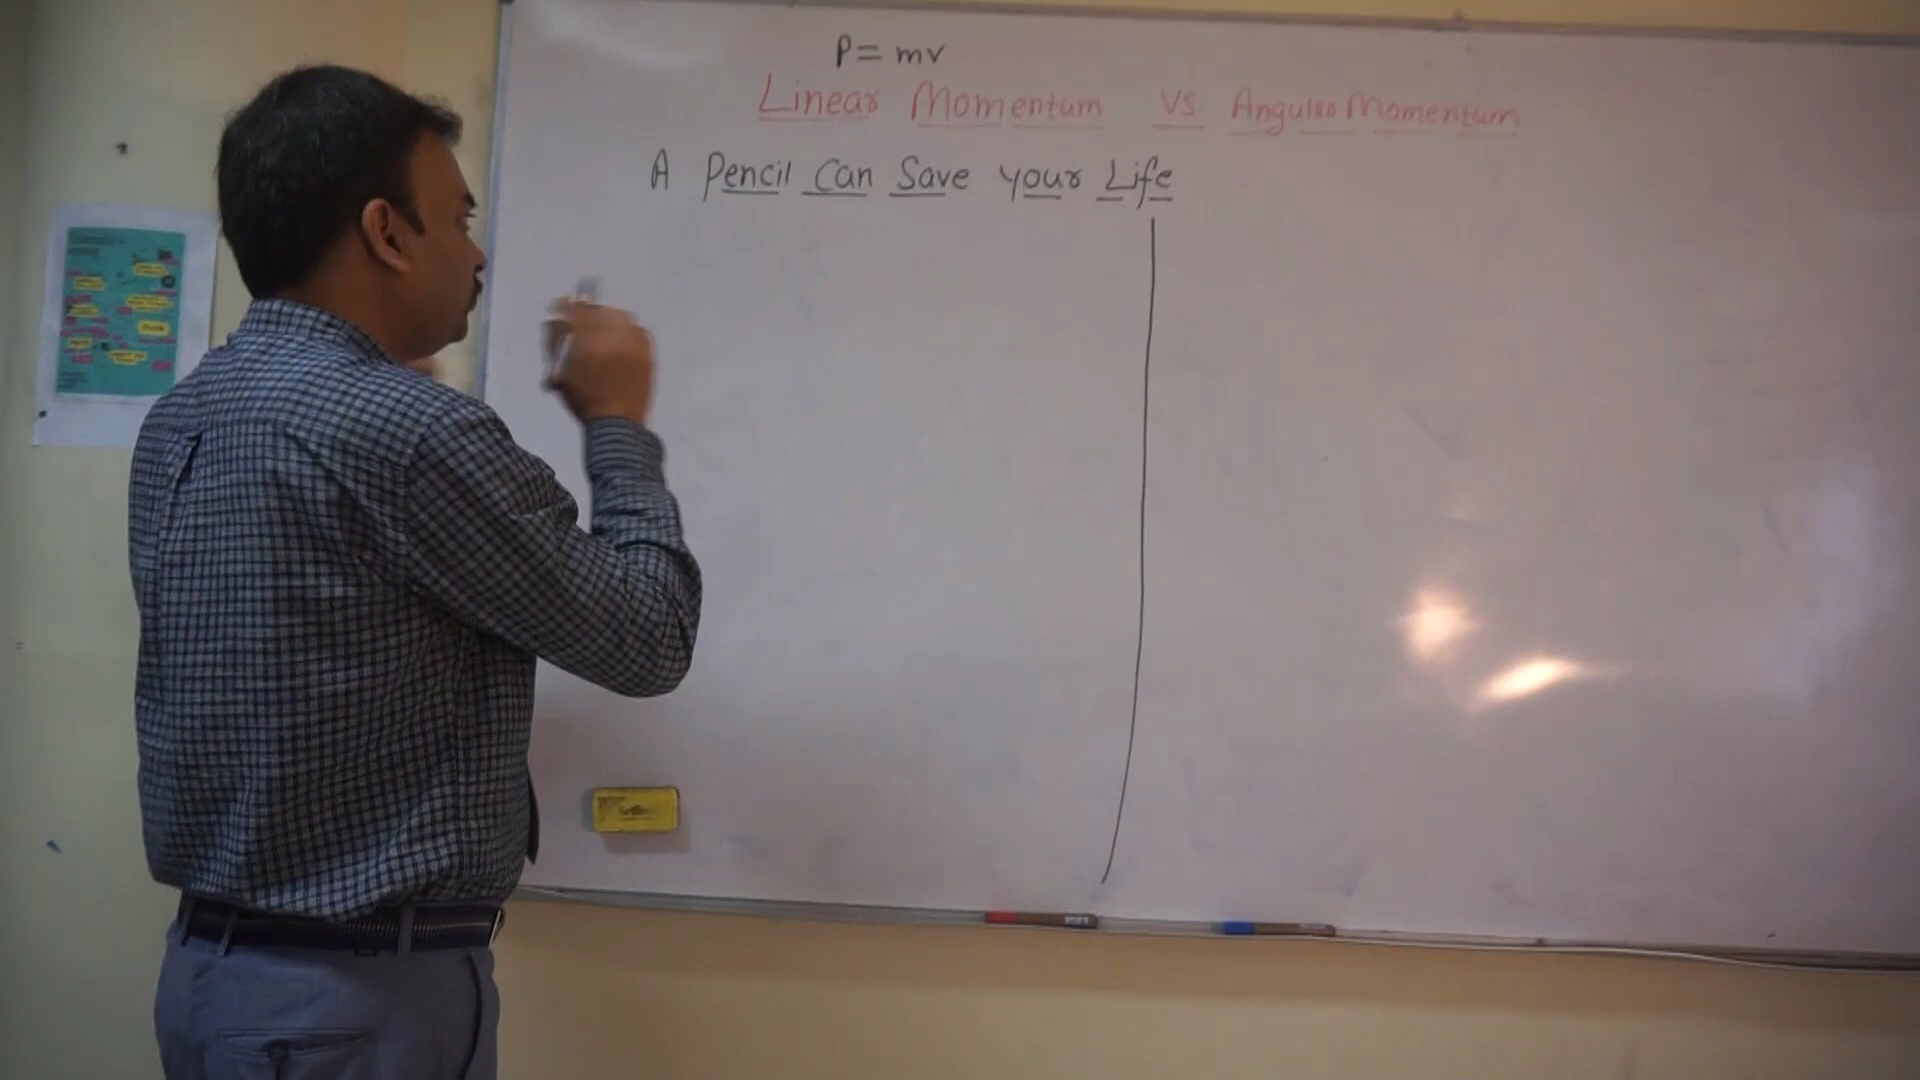 P = mv
Linear Momentum VS Angular Momentum
A Pencil Can Save your Life